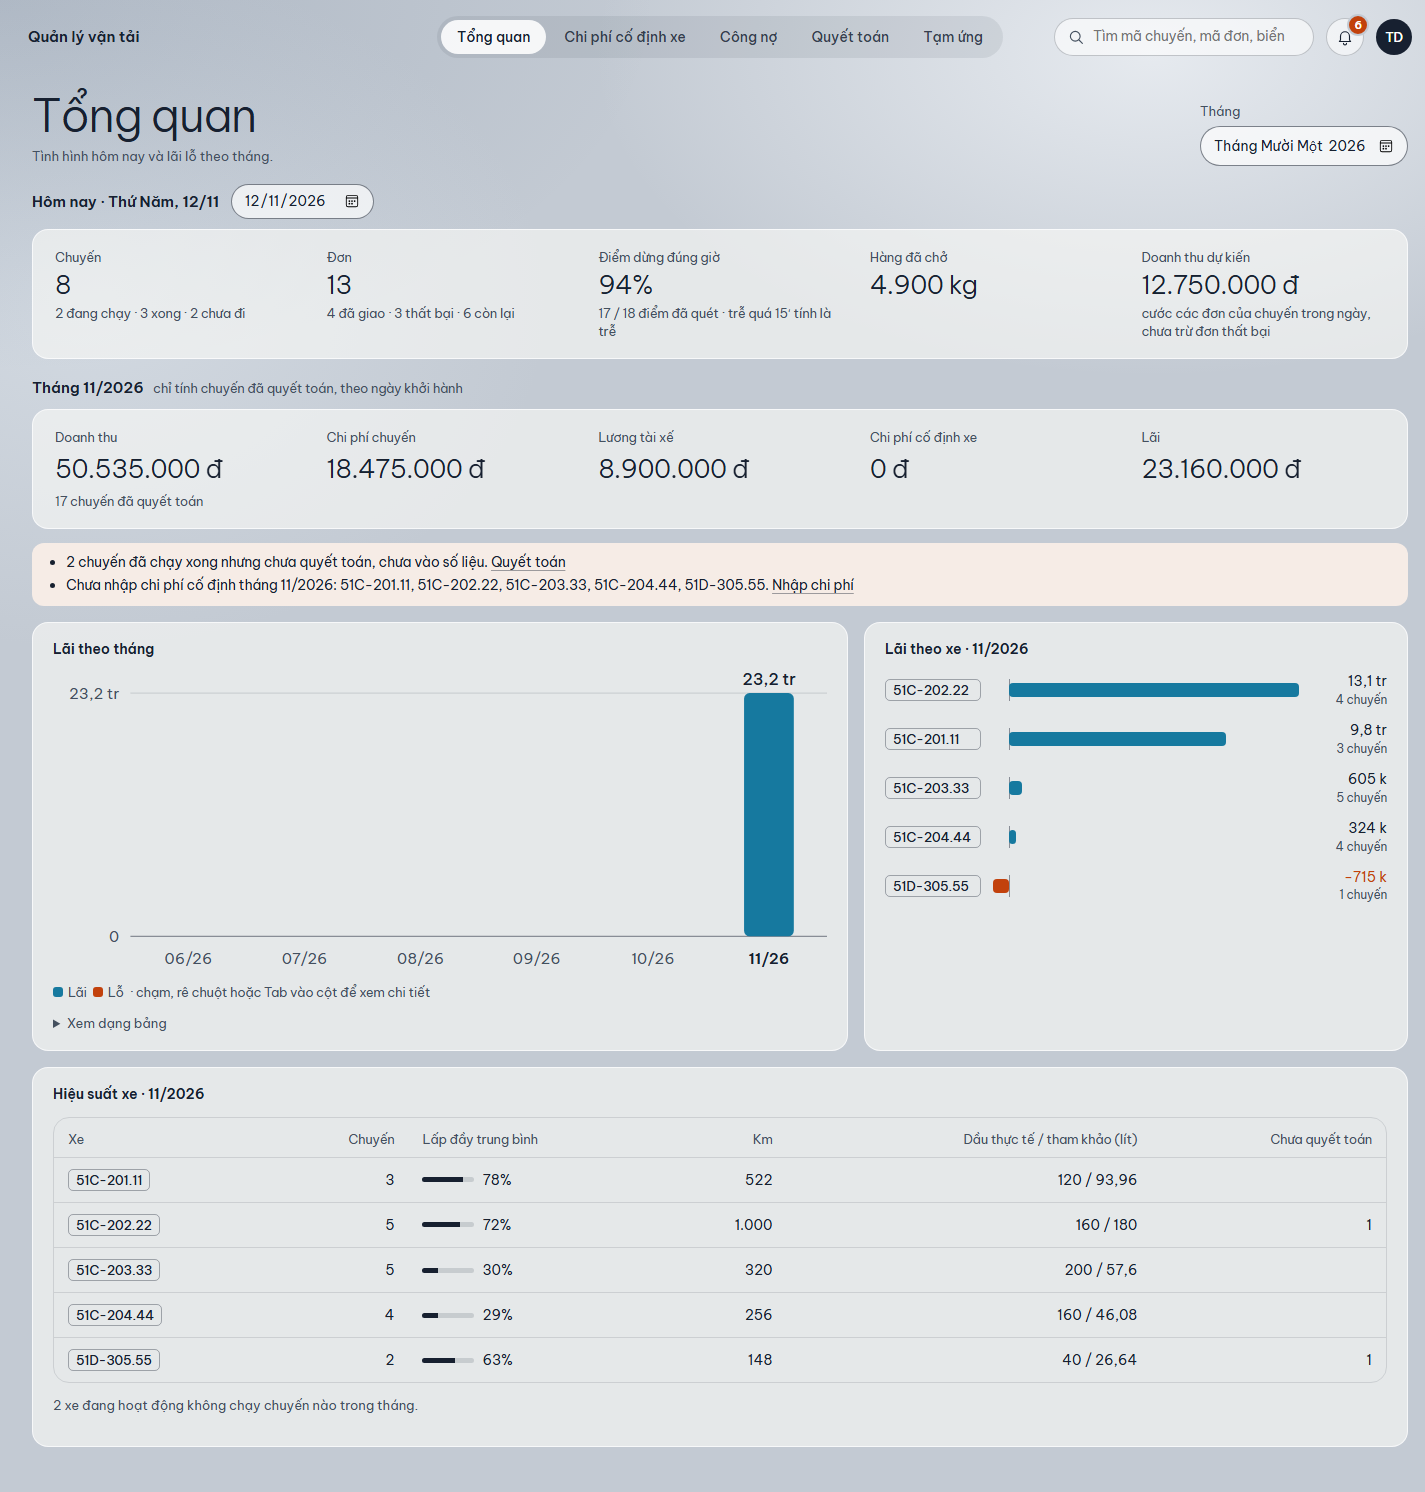 Quản lý vận tải
Tổng quan
Chi phí cố định xe
Công nợ
Quyết toán
Tạm ứng
Tìm mã chuyến, mã đơn, biển
6
TD
Tổng quan
Tình hình hôm nay và lãi lỗ theo tháng.
Tháng
Tháng Mười Một 2026
Hôm nay · Thứ Năm, 12/11
12/11/2026
Chuyến
8
2 đang chạy · 3 xong · 2 chưa đi
Đơn
13
4 đã giao · 3 thất bại · 6 còn lại
Điểm dừng đúng giờ
94%
17 / 18 điểm đã quét · trễ quá 15' tính là
trễ
Hàng đã chở
4.900 kg
Doanh thu dự kiến
12.750.000 đ
cước các đơn của chuyến trong ngày,
chưa trừ đơn thất bại
Tháng 11/2026 chỉ tính chuyến đã quyết toán, theo ngày khởi hành
Doanh thu
50.535.000 đ
17 chuyến đã quyết toán
Chi phí chuyến
18.475.000 đ
Lương tài xế
8.900.000 đ
Chi phí cố định xe
0 đ
Lãi
23.160.000 đ
• 2 chuyến đã chạy xong nhưng chưa quyết toán, chưa vào số liệu. Quyết toán
• Chưa nhập chi phí cố định tháng 11/2026: 51C-201.11, 51C-202.22, 51C-203.33, 51C-204.44, 51D-305.55. Nhập chi phí
Lãi theo tháng
23,2 tr
23,2 tr
0
06/26 07/26 08/26 09/26 10/26 11/26
Lãi Lỗ · chạm, rê chuột hoặc Tab vào cột để xem chi tiết
▶ Xem dạng bảng
Lãi theo xe · 11/2026
51C-202.22 13,1 tr
4 chuyến
51C-201.11 9,8 tr
3 chuyến
51C-203.33 605 k
5 chuyến
51C-204.44 324 k
4 chuyến
51D-305.55 −715 k
1 chuyến
Hiệu suất xe · 11/2026
Xe Chuyến Lấp đầy trung bình Km Dầu thực tế / tham khảo (lít) Chưa quyết toán
51C-201.11 3 78% 522 120 / 93,96
51C-202.22 5 72% 1.000 160 / 180 1
51C-203.33 5 30% 320 200 / 57,6
51C-204.44 4 29% 256 160 / 46,08
51D-305.55 2 63% 148 40 / 26,64 1
2 xe đang hoạt động không chạy chuyến nào trong tháng.